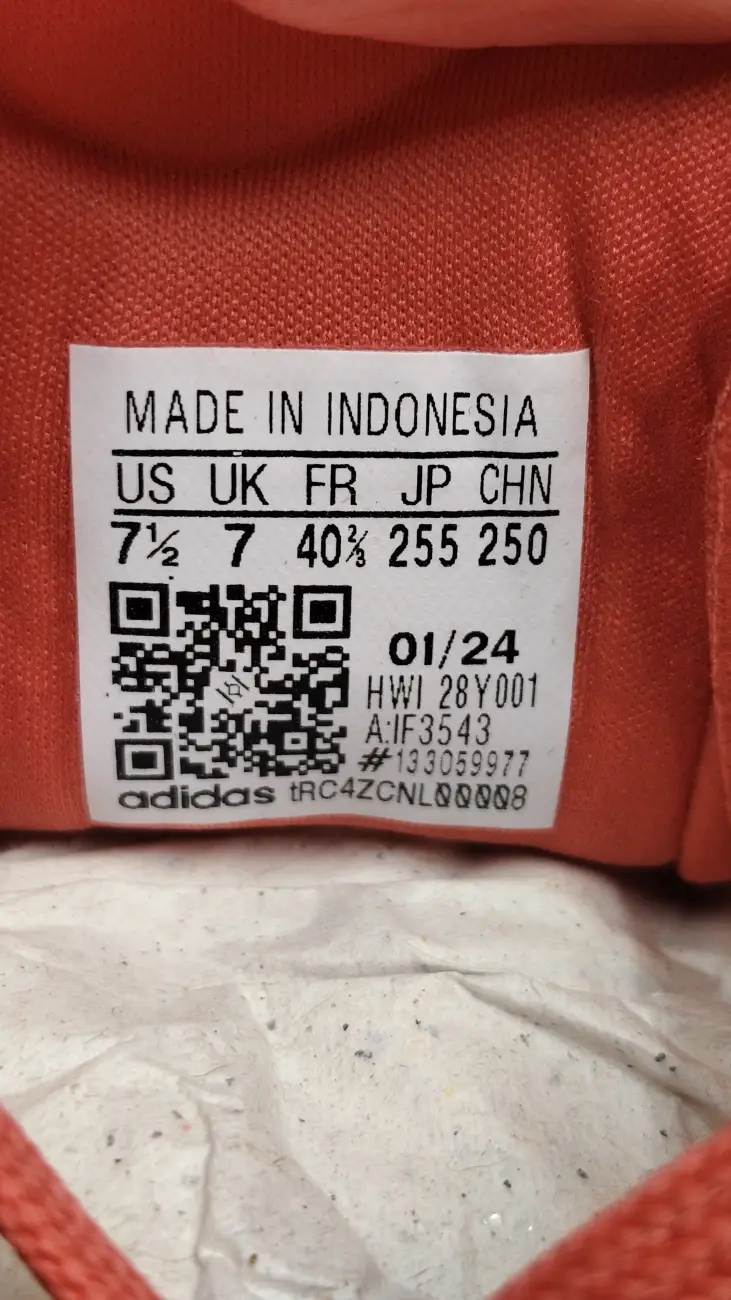 MADE IN INDONESIA
US UK FR JP CHN
7½ 7 40⅔ 255 250
01/24
HWI 28Y001
A:IF3543
#133059977
adidas tRC4ZCNL00008